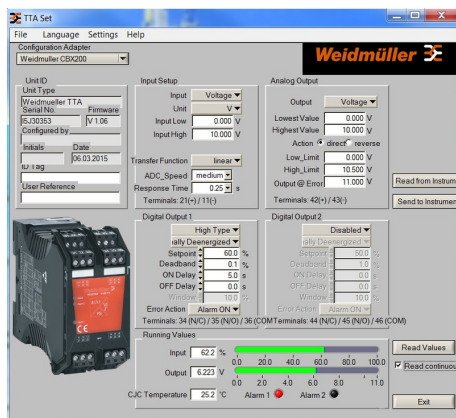 TTA Set
File Language Settings Help
Configuration Adapter
Weidmüller CBX200
Weidmüller
Unit ID
Unit Type
Weidmueller TTA
Serial No. Firmware
V 1.06
Configured by
Initials Date
06.03.2015
ID Tag
User Reference
Input Setup
Input Voltage
Unit V
Input Low 0.000 V
Input High 10.000 V
Transfer Function linear
ADC_Speed medium
Response Time 0.25 s
Terminals: 21(+) / 11(-)
Analog Output
Output Voltage
Lowest Value 0.000 V
Highest Value 10.000 V
Action direct reverse
Low_Limit 0.000 V
High_Limit 10.500 V
Output @ Error 11.000 V
Terminals: 42(+) / 43(-)
Read from Instrum
Send to Instrumen
Digital Output 1
High Type
ially Deenergized
Setpoint 60.0 %
Deadband 0.1 %
ON Delay 5.0 s
OFF Delay 0.0 s
Window 10.0 %
Error Action Alarm ON
Terminals: 34 (N/C) / 35 (N/O) / 36 (COM
Digital Output 2
Disabled
ially Deenergized
Setpoint 50.0 %
Deadband 1.0 %
ON Delay 0.0 s
OFF Delay 0.0 s
Window 10.0 %
Error Action Alarm ON
Terminals: 44 (N/C) / 45 (N/O) / 46 (COM)
Running Values
Input 62.2 %
0.0 20.0 40.0 60.0 80.0 100.0
Output 6.223 V
0.0 2.0 4.0 6.0 8.0 11.0
CJC Temperature 25.2 °C Alarm 1 Alarm 2
Read Values
Read continuou
Exit